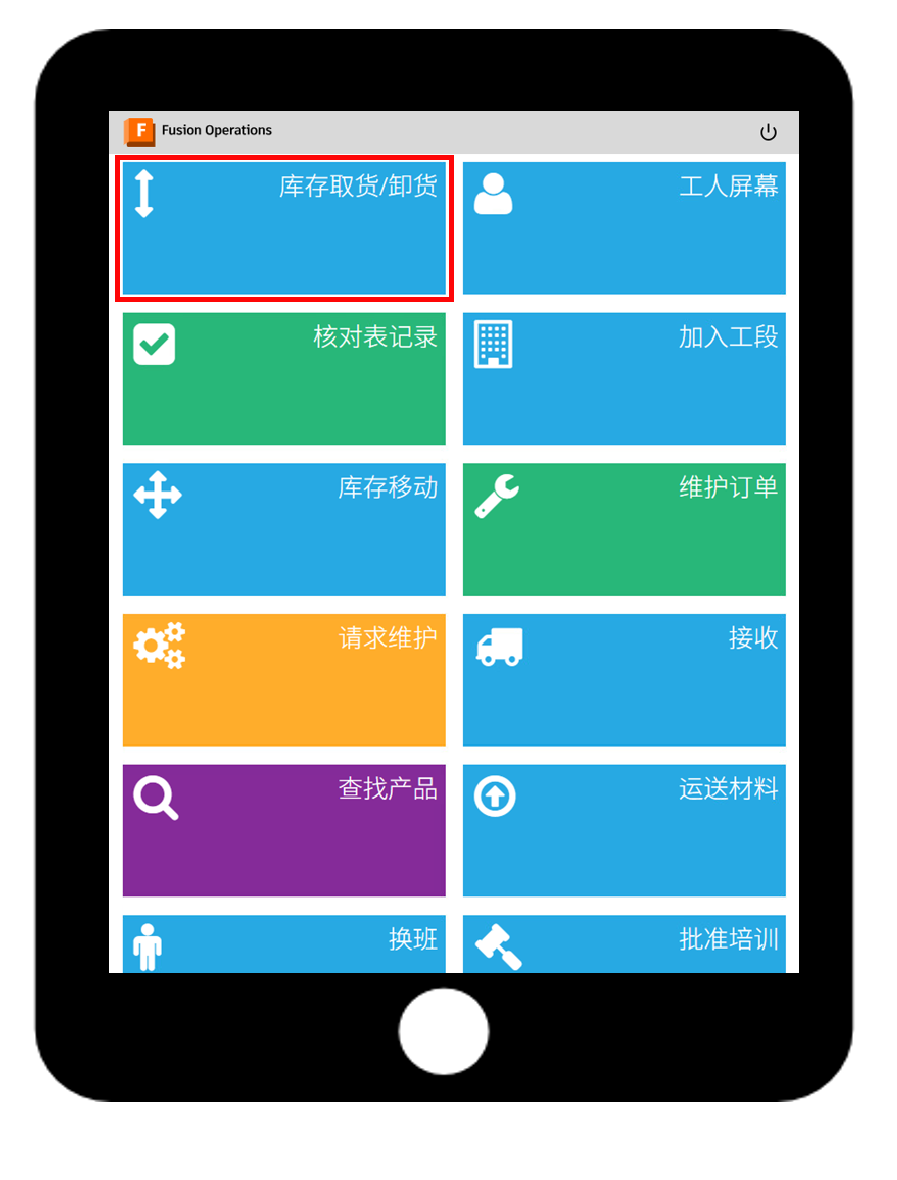 F Fusion Operations
库存取货/卸货
工人屏幕
核对表记录
加入工段
库存移动
维护订单
请求维护
接收
查找产品
运送材料
换班
批准培训